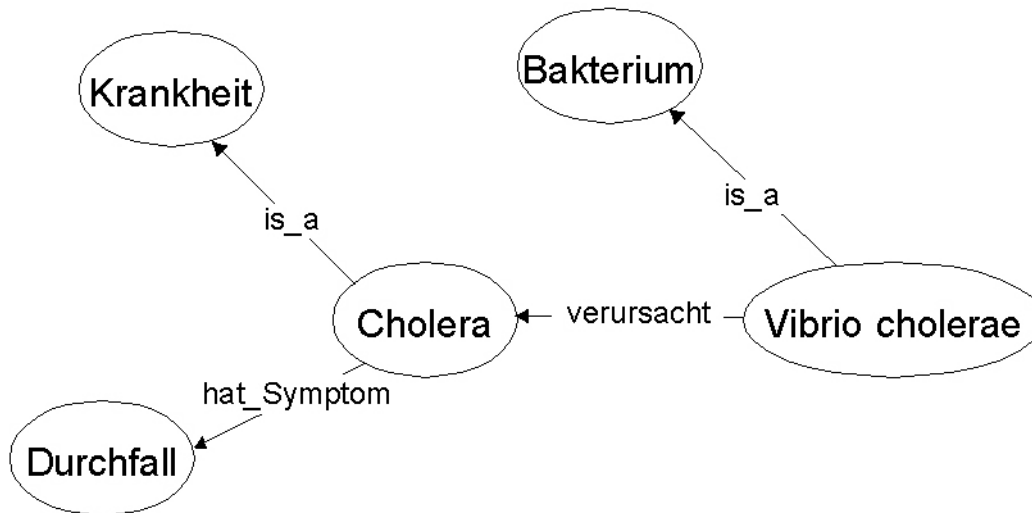 Krankheit
Bakterium
is_a
is_a
Cholera
verursacht
Vibrio cholerae
hat_Symptom
Durchfall